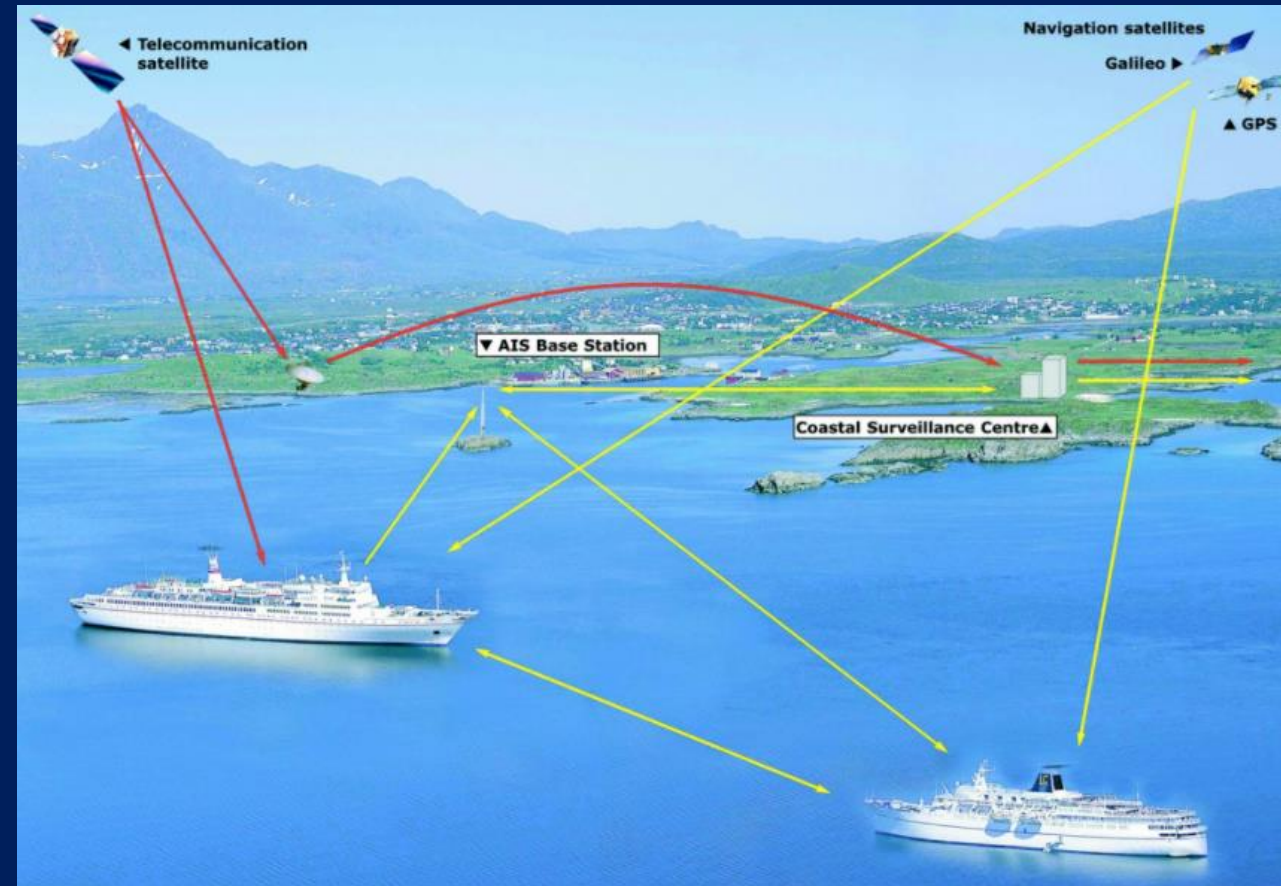 ◄ Telecommunication
satellite
Navigation satellites
Galileo ►
▲ GPS
▼ AIS Base Station
Coastal Surveillance Centre▲